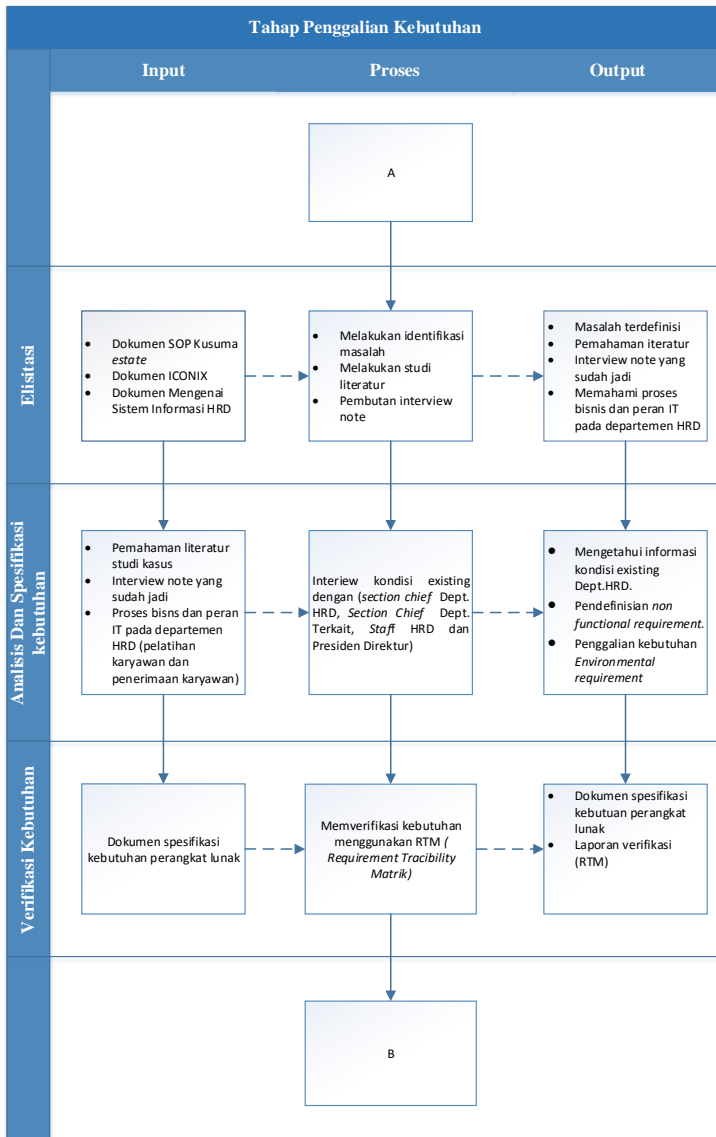 Tahap Penggalian Kebutuhan
Input
Proses
Output
A
Elisitasi
• Dokumen SOP Kusuma
estate
• Dokumen ICONIX
• Dokumen Mengenai
Sistem Informasi HRD
• Melakukan identifikasi
masalah
• Melakukan studi
literatur
• Pembutan interview
note
• Masalah terdefinisi
• Pemahaman iteratur
• Interview note yang
sudah jadi
• Memahami proses
bisnis dan peran IT
pada departemen HRD
Analisis Dan Spesifikasi
kebutuhan
• Pemahaman literatur
studi kasus
• Interview note yang
sudah jadi
• Proses bisns dan peran
IT pada departemen
HRD (pelatihan
karyawan dan
penerimaan karyawan)
Interiew kondisi existing
dengan (section chief Dept.
HRD, Section Chief Dept.
Terkait, Staff HRD dan
Presiden Direktur)
• Mengetahui informasi
kondisi existing
Dept.HRD.
• Pendefinisian non
functional requirement.
• Penggalian kebutuhan
Environmental
requirement
Verifikasi Kebutuhan
Dokumen spesifikasi
kebutuhan perangkat lunak
Memverifikasi kebutuhan
menggunakan RTM (
Requirement Tracibility
Matrik)
• Dokumen spesifikasi
kebutuan perangkat
lunak
• Laporan verifikasi
(RTM)
B